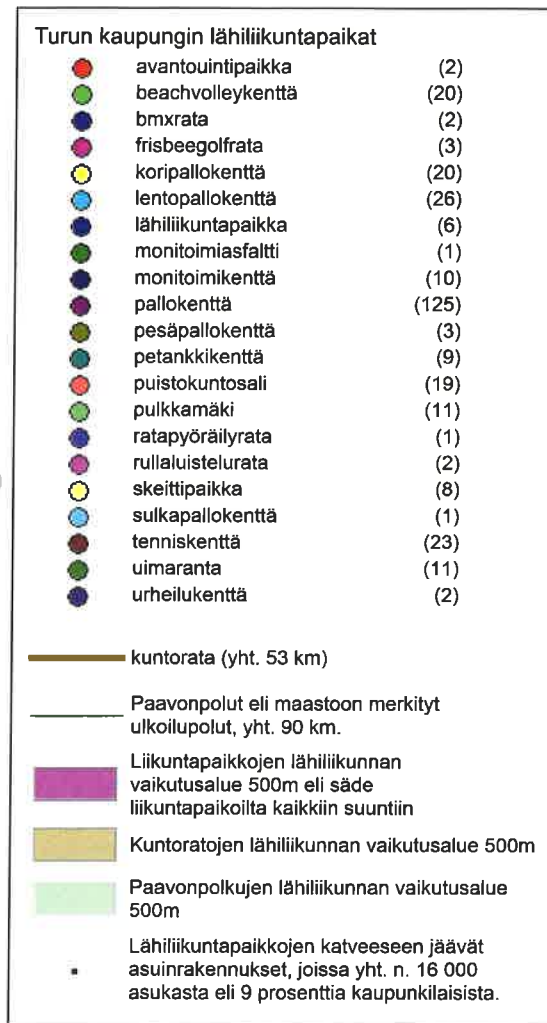 Turun kaupungin lähiliikuntapaikat
avantouintipaikka (2)
beachvolleykenttä (20)
bmxrata (2)
frisbeegolfrata (3)
koripallokenttä (20)
lentopallokenttä (26)
lähiliikuntapaikka (6)
monitoimiasfaltti (1)
monitoimikenttä (10)
pallokenttä (125)
pesäpallokenttä (3)
petankkikenttä (9)
puistokuntosali (19)
pulkkamäki (11)
ratapyöräilyrata (1)
rullaluistelurata (2)
skeittipaikka (8)
sulkapallokenttä (1)
tenniskenttä (23)
uimaranta (11)
urheilukenttä (2)
kuntorata (yht. 53 km)
Paavonpolut eli maastoon merkityt
ulkoilupolut, yht. 90 km.
Liikuntapaikkojen lähiliikunnan
vaikutusalue 500m eli säde
liikuntapaikoilta kaikkiin suuntiin
Kuntoratojen lähiliikunnan vaikutusalue 500m
Paavonpolkujen lähiliikunnan vaikutusalue
500m
Lähiliikuntapaikkojen katveeseen jäävät
asuinrakennukset, joissa yht. n. 16 000
asukasta eli 9 prosenttia kaupunkilaisista.